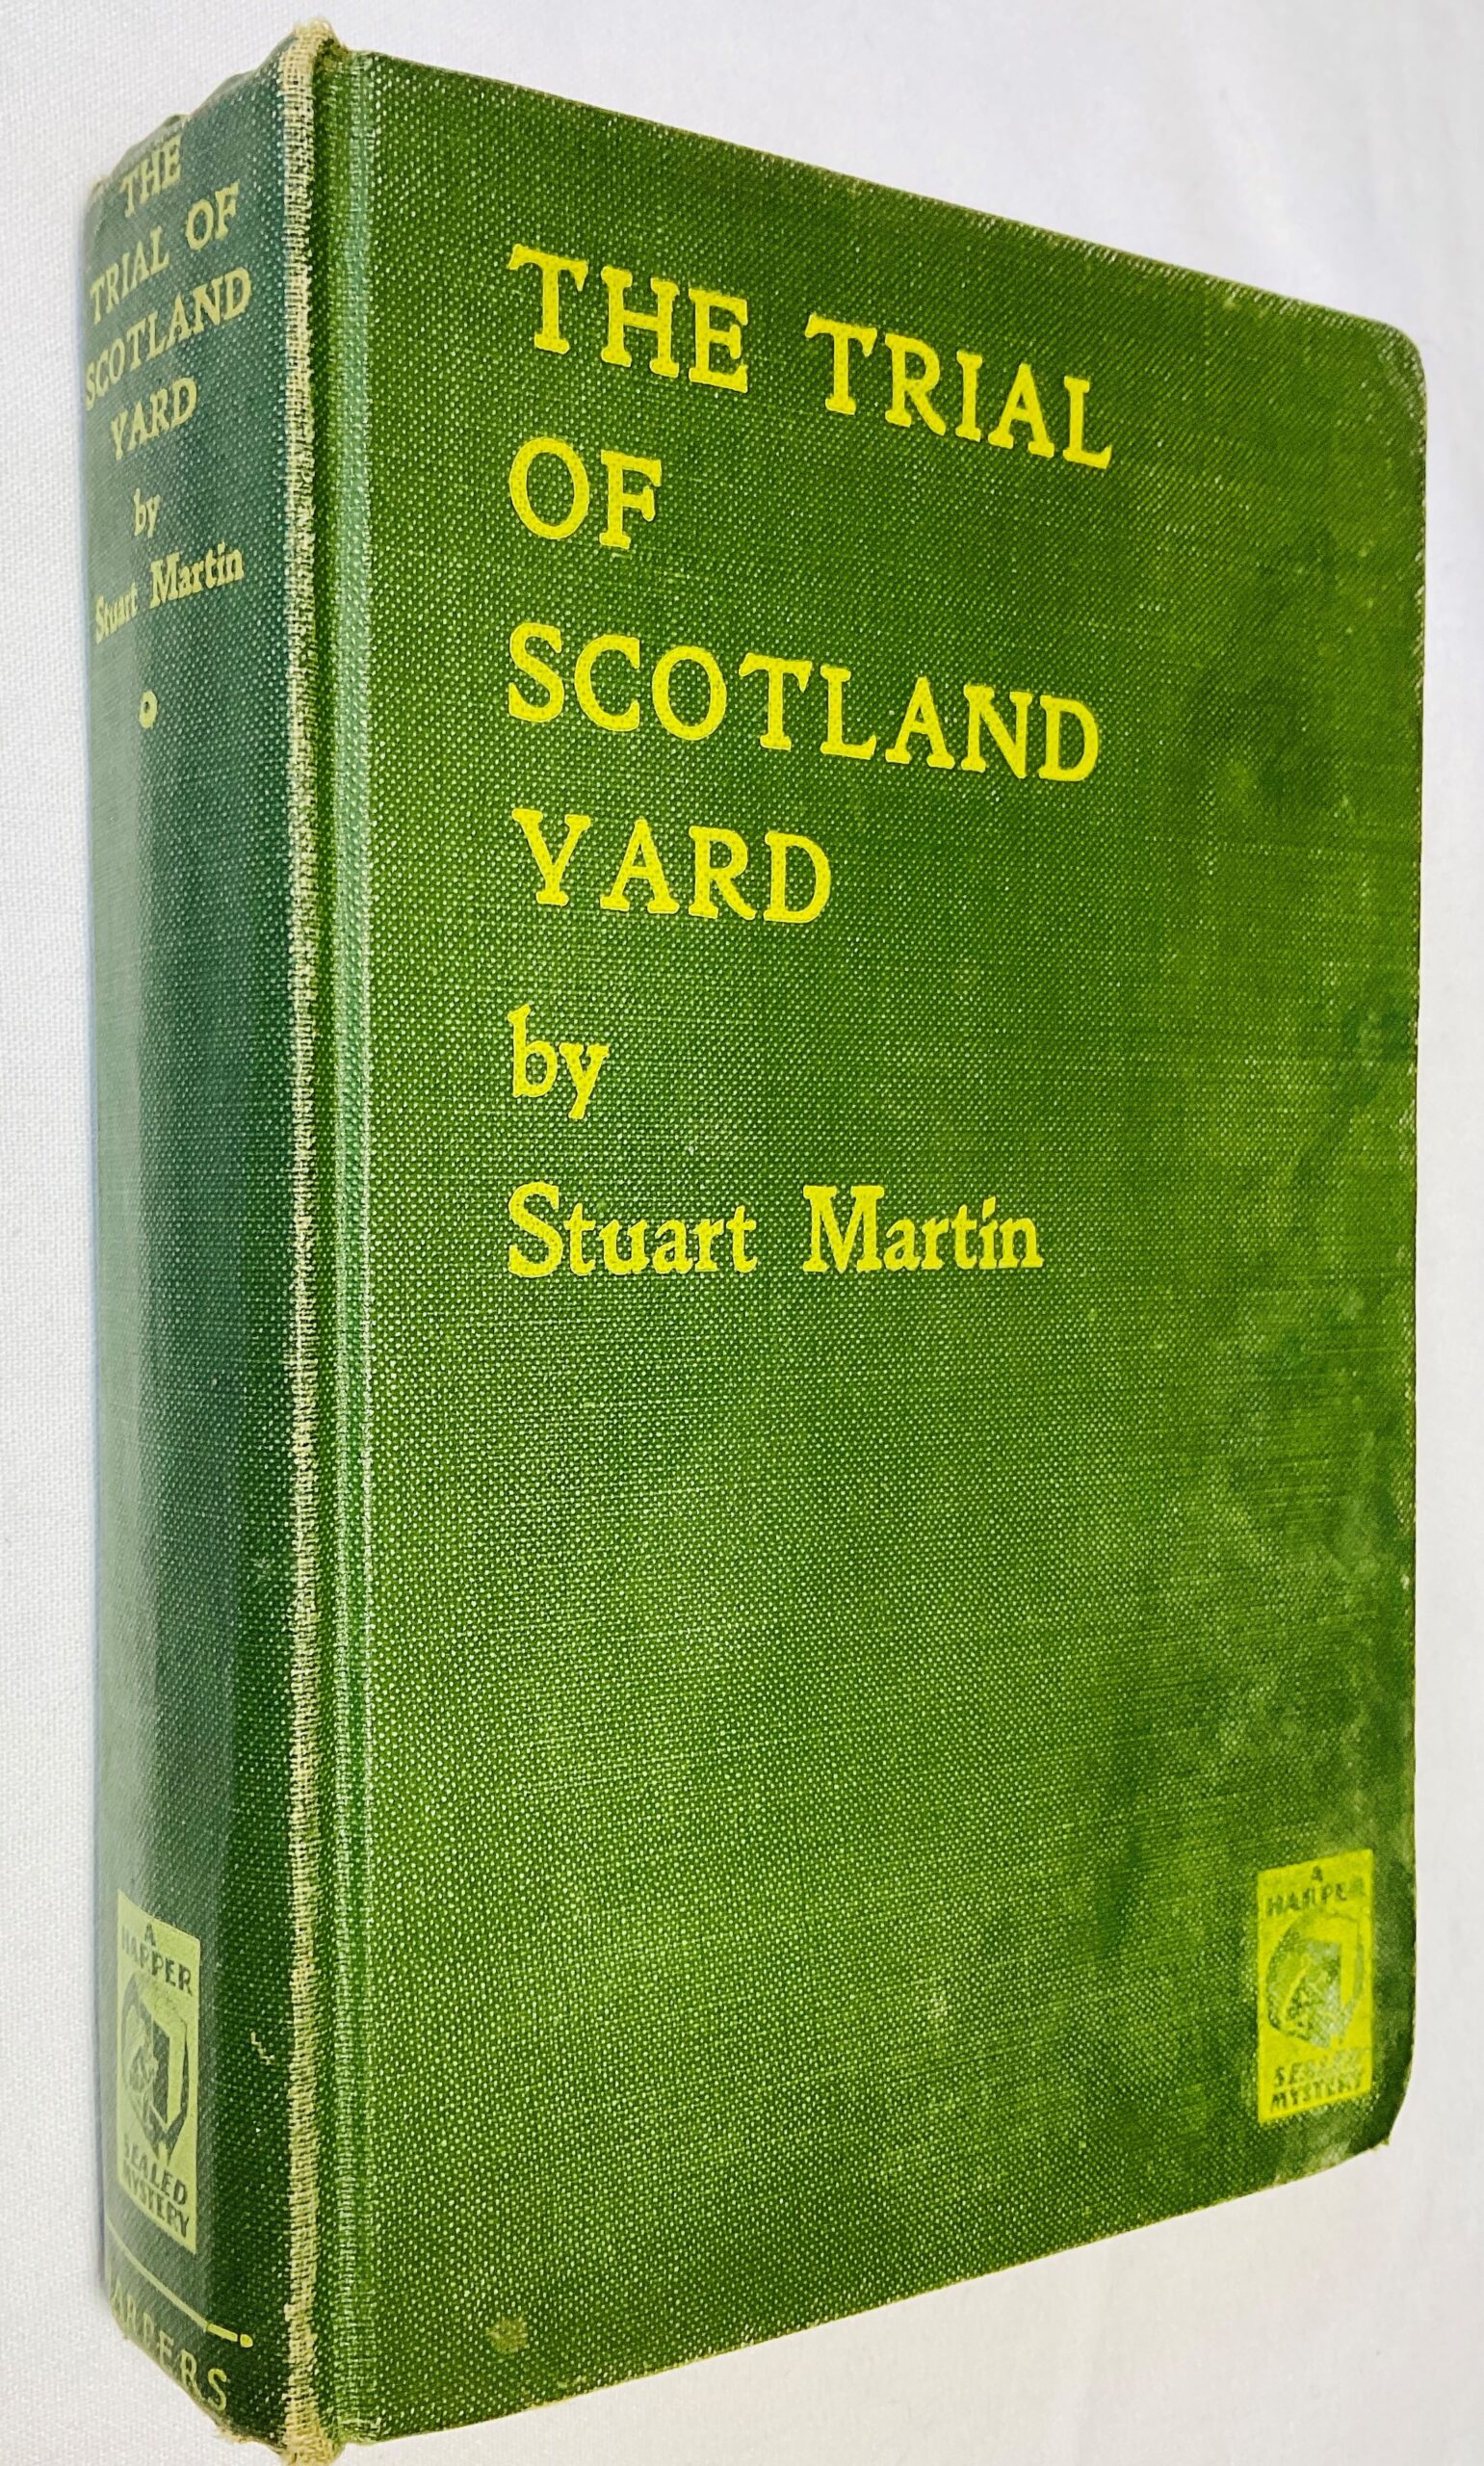 THE
TRIAL OF
SCOTLAND
YARD
by
Stuart Martin
A
HARPER
SEALED
MYSTERY
HARPERS
THE TRIAL
OF
SCOTLAND
YARD
by
Stuart Martin
A
HARPER
SEALED
MYSTERY